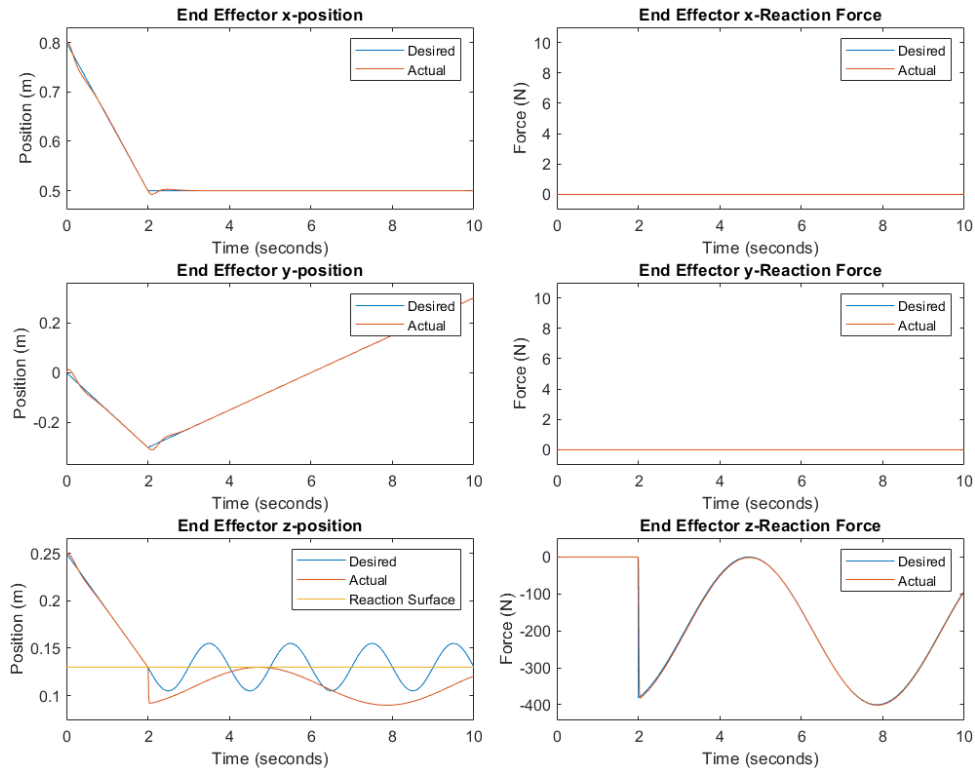 End Effector x-position
Desired
Actual
Position (m)
0.8
0.7
0.6
0.5
0 2 4 6 8 10
Time (seconds)
End Effector x-Reaction Force
Desired
Actual
Force (N)
10
8
6
4
2
0
0 2 4 6 8 10
Time (seconds)
End Effector y-position
Desired
Actual
Position (m)
0.2
0
-0.2
0 2 4 6 8 10
Time (seconds)
End Effector y-Reaction Force
Desired
Actual
Force (N)
10
8
6
4
2
0
0 2 4 6 8 10
Time (seconds)
End Effector z-position
Desired
Actual
Reaction Surface
Position (m)
0.25
0.2
0.15
0.1
0 2 4 6 8 10
Time (seconds)
End Effector z-Reaction Force
Desired
Actual
Force (N)
0
-100
-200
-300
-400
0 2 4 6 8 10
Time (seconds)